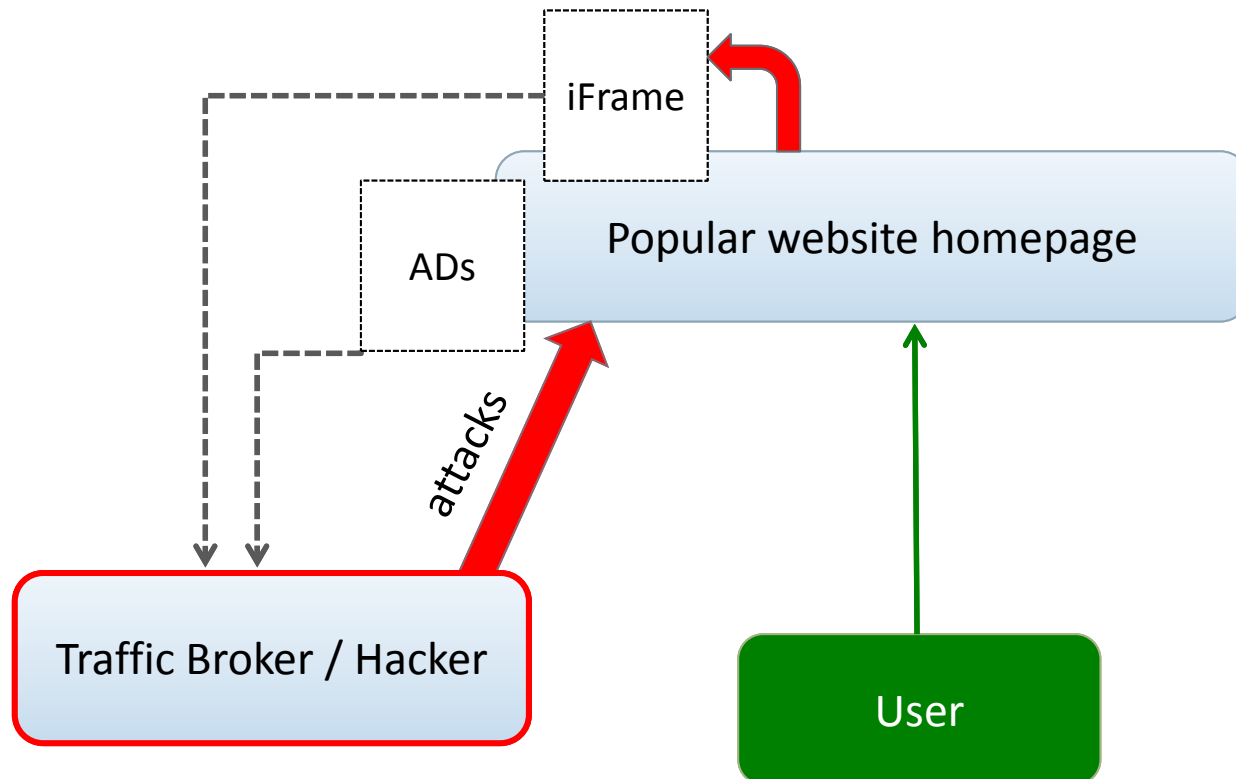 iFrame
Popular website homepage
ADs
attacks
Traffic Broker / Hacker
User